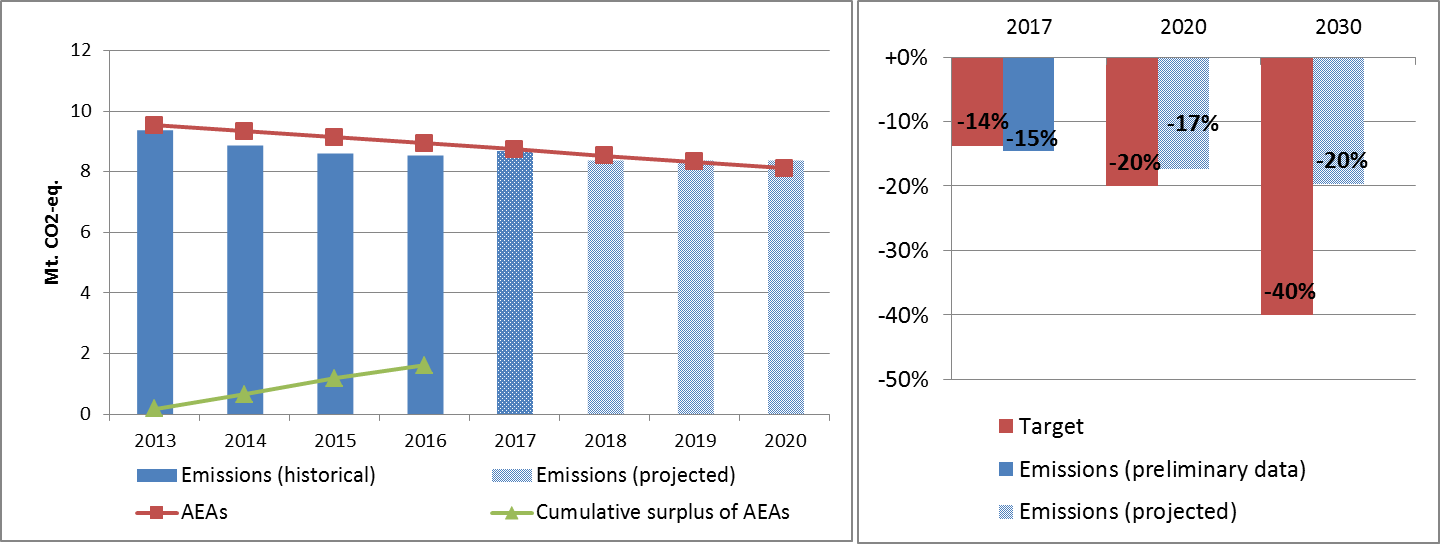 12
10
8
6
4
2
0
Mt. CO2-eq.
2013 2014 2015 2016 2017 2018 2019 2020
Emissions (historical) Emissions (projected)
AEAs Cumulative surplus of AEAs
2017 2020 2030
+0%
-10%
-20%
-30%
-40%
-50%
-14%
-15%
-20%
-17%
-40%
-20%
Target
Emissions (preliminary data)
Emissions (projected)